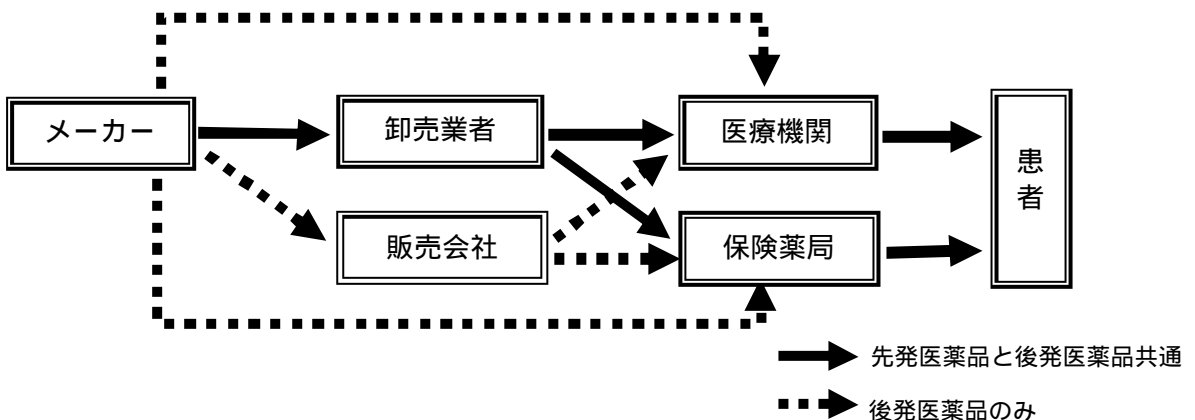 メーカー
卸売業者
医療機関
患者
販売会社
保険薬局
先発医薬品と後発医薬品共通
後発医薬品のみ